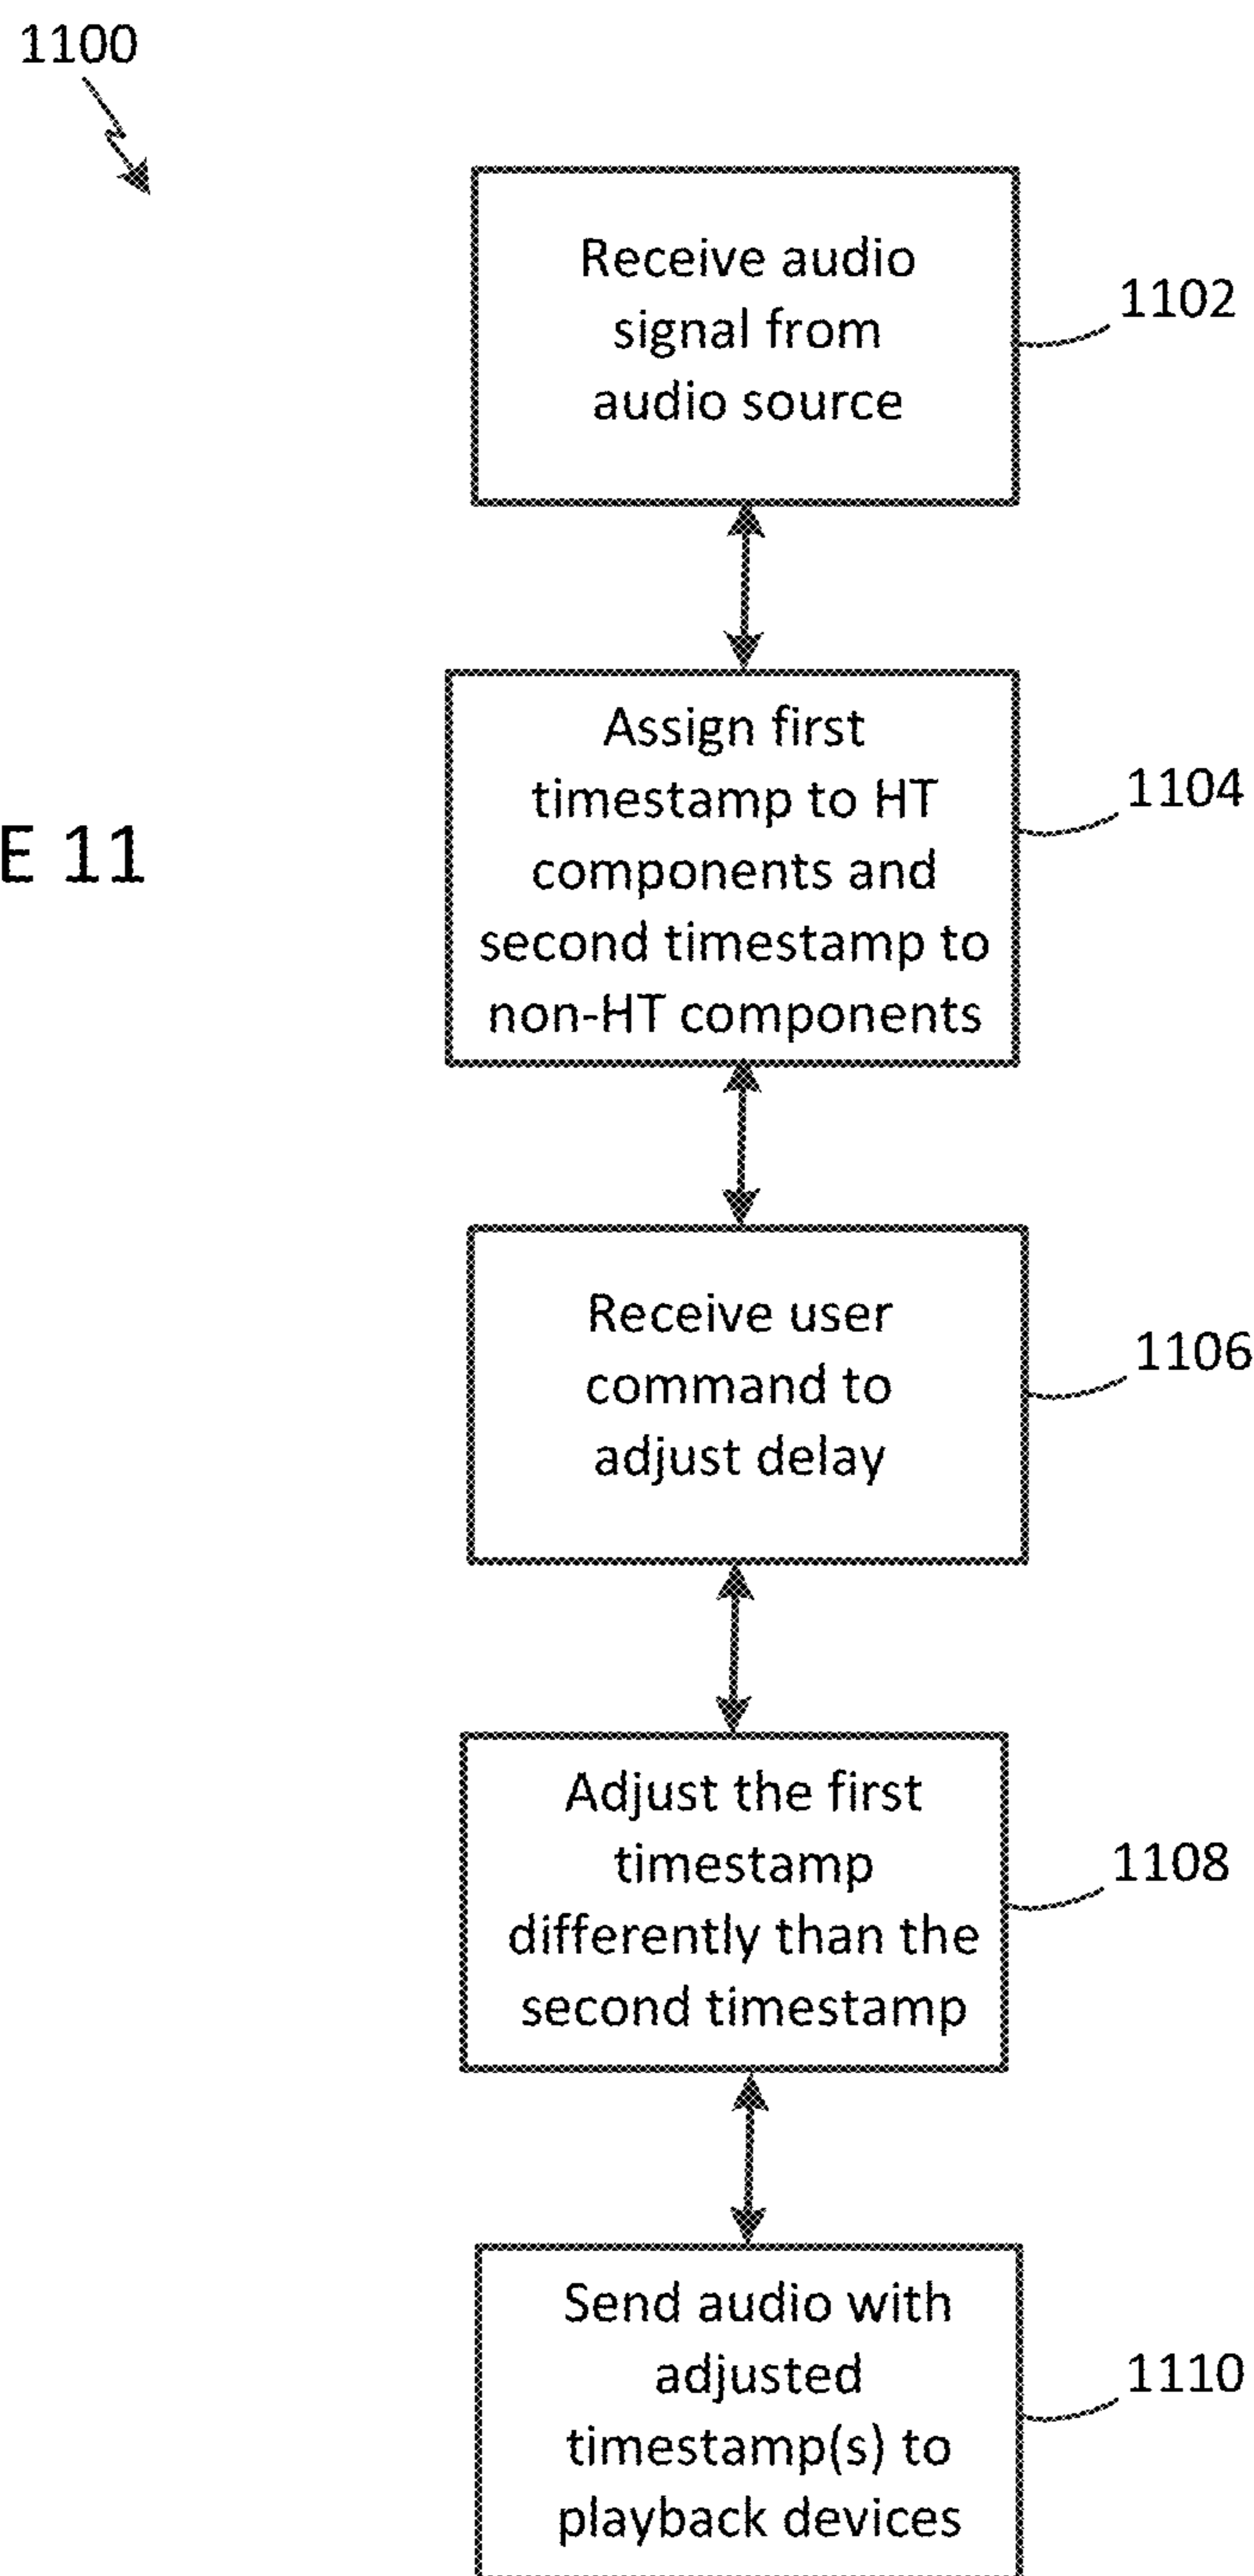 1100
Receive audio
signal from
audio source
1102
Assign first
timestamp to HT
components and
second timestamp to
non-HT components
1104
E 11
Receive user
command to
adjust delay
1106
Adjust the first
timestamp
differently than the
second timestamp
1108
Send audio with
adjusted
timestamp(s) to
playback devices
1110